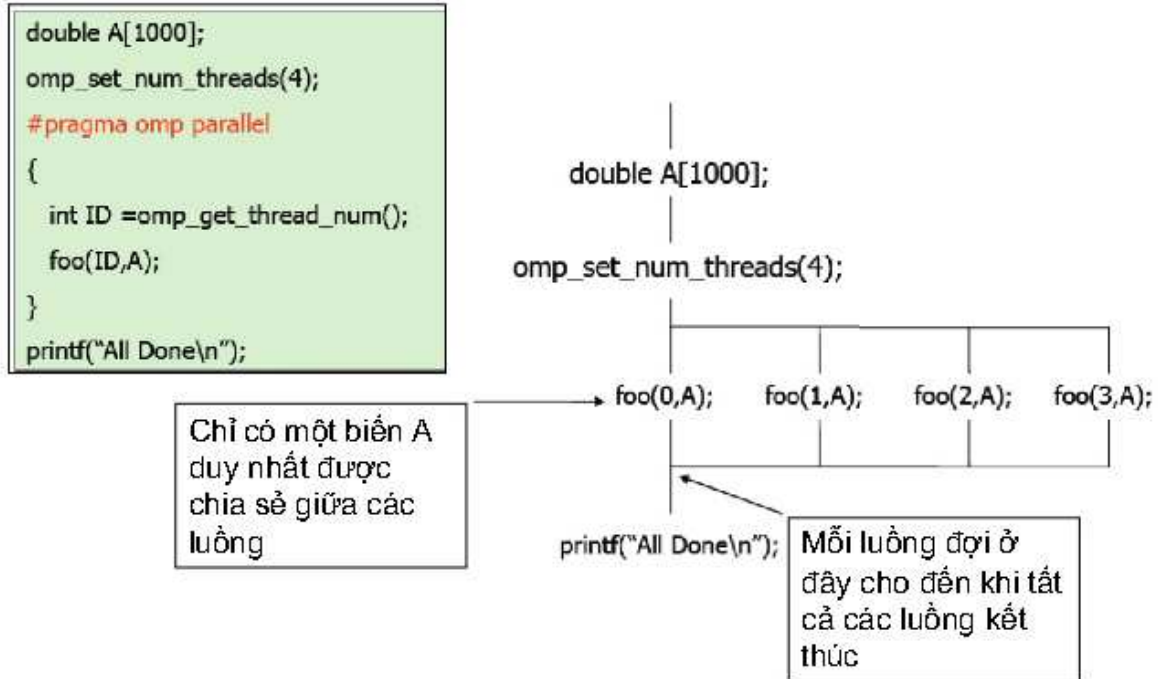 double A[1000];
omp_set_num_threads(4);
#pragma omp parallel
{
int ID =omp_get_thread_num();
foo(ID,A);
}
printf("All Done\n");
double A[1000];
omp_set_num_threads(4);
foo(0,A);
foo(1,A);
foo(2,A);
foo(3,A);
Chỉ có một biến A
duy nhất được
chia sẻ giữa các
luồng
printf("All Done\n");
Mỗi luồng đợi ở
đây cho đến khi tất
cả các luồng kết
thúc